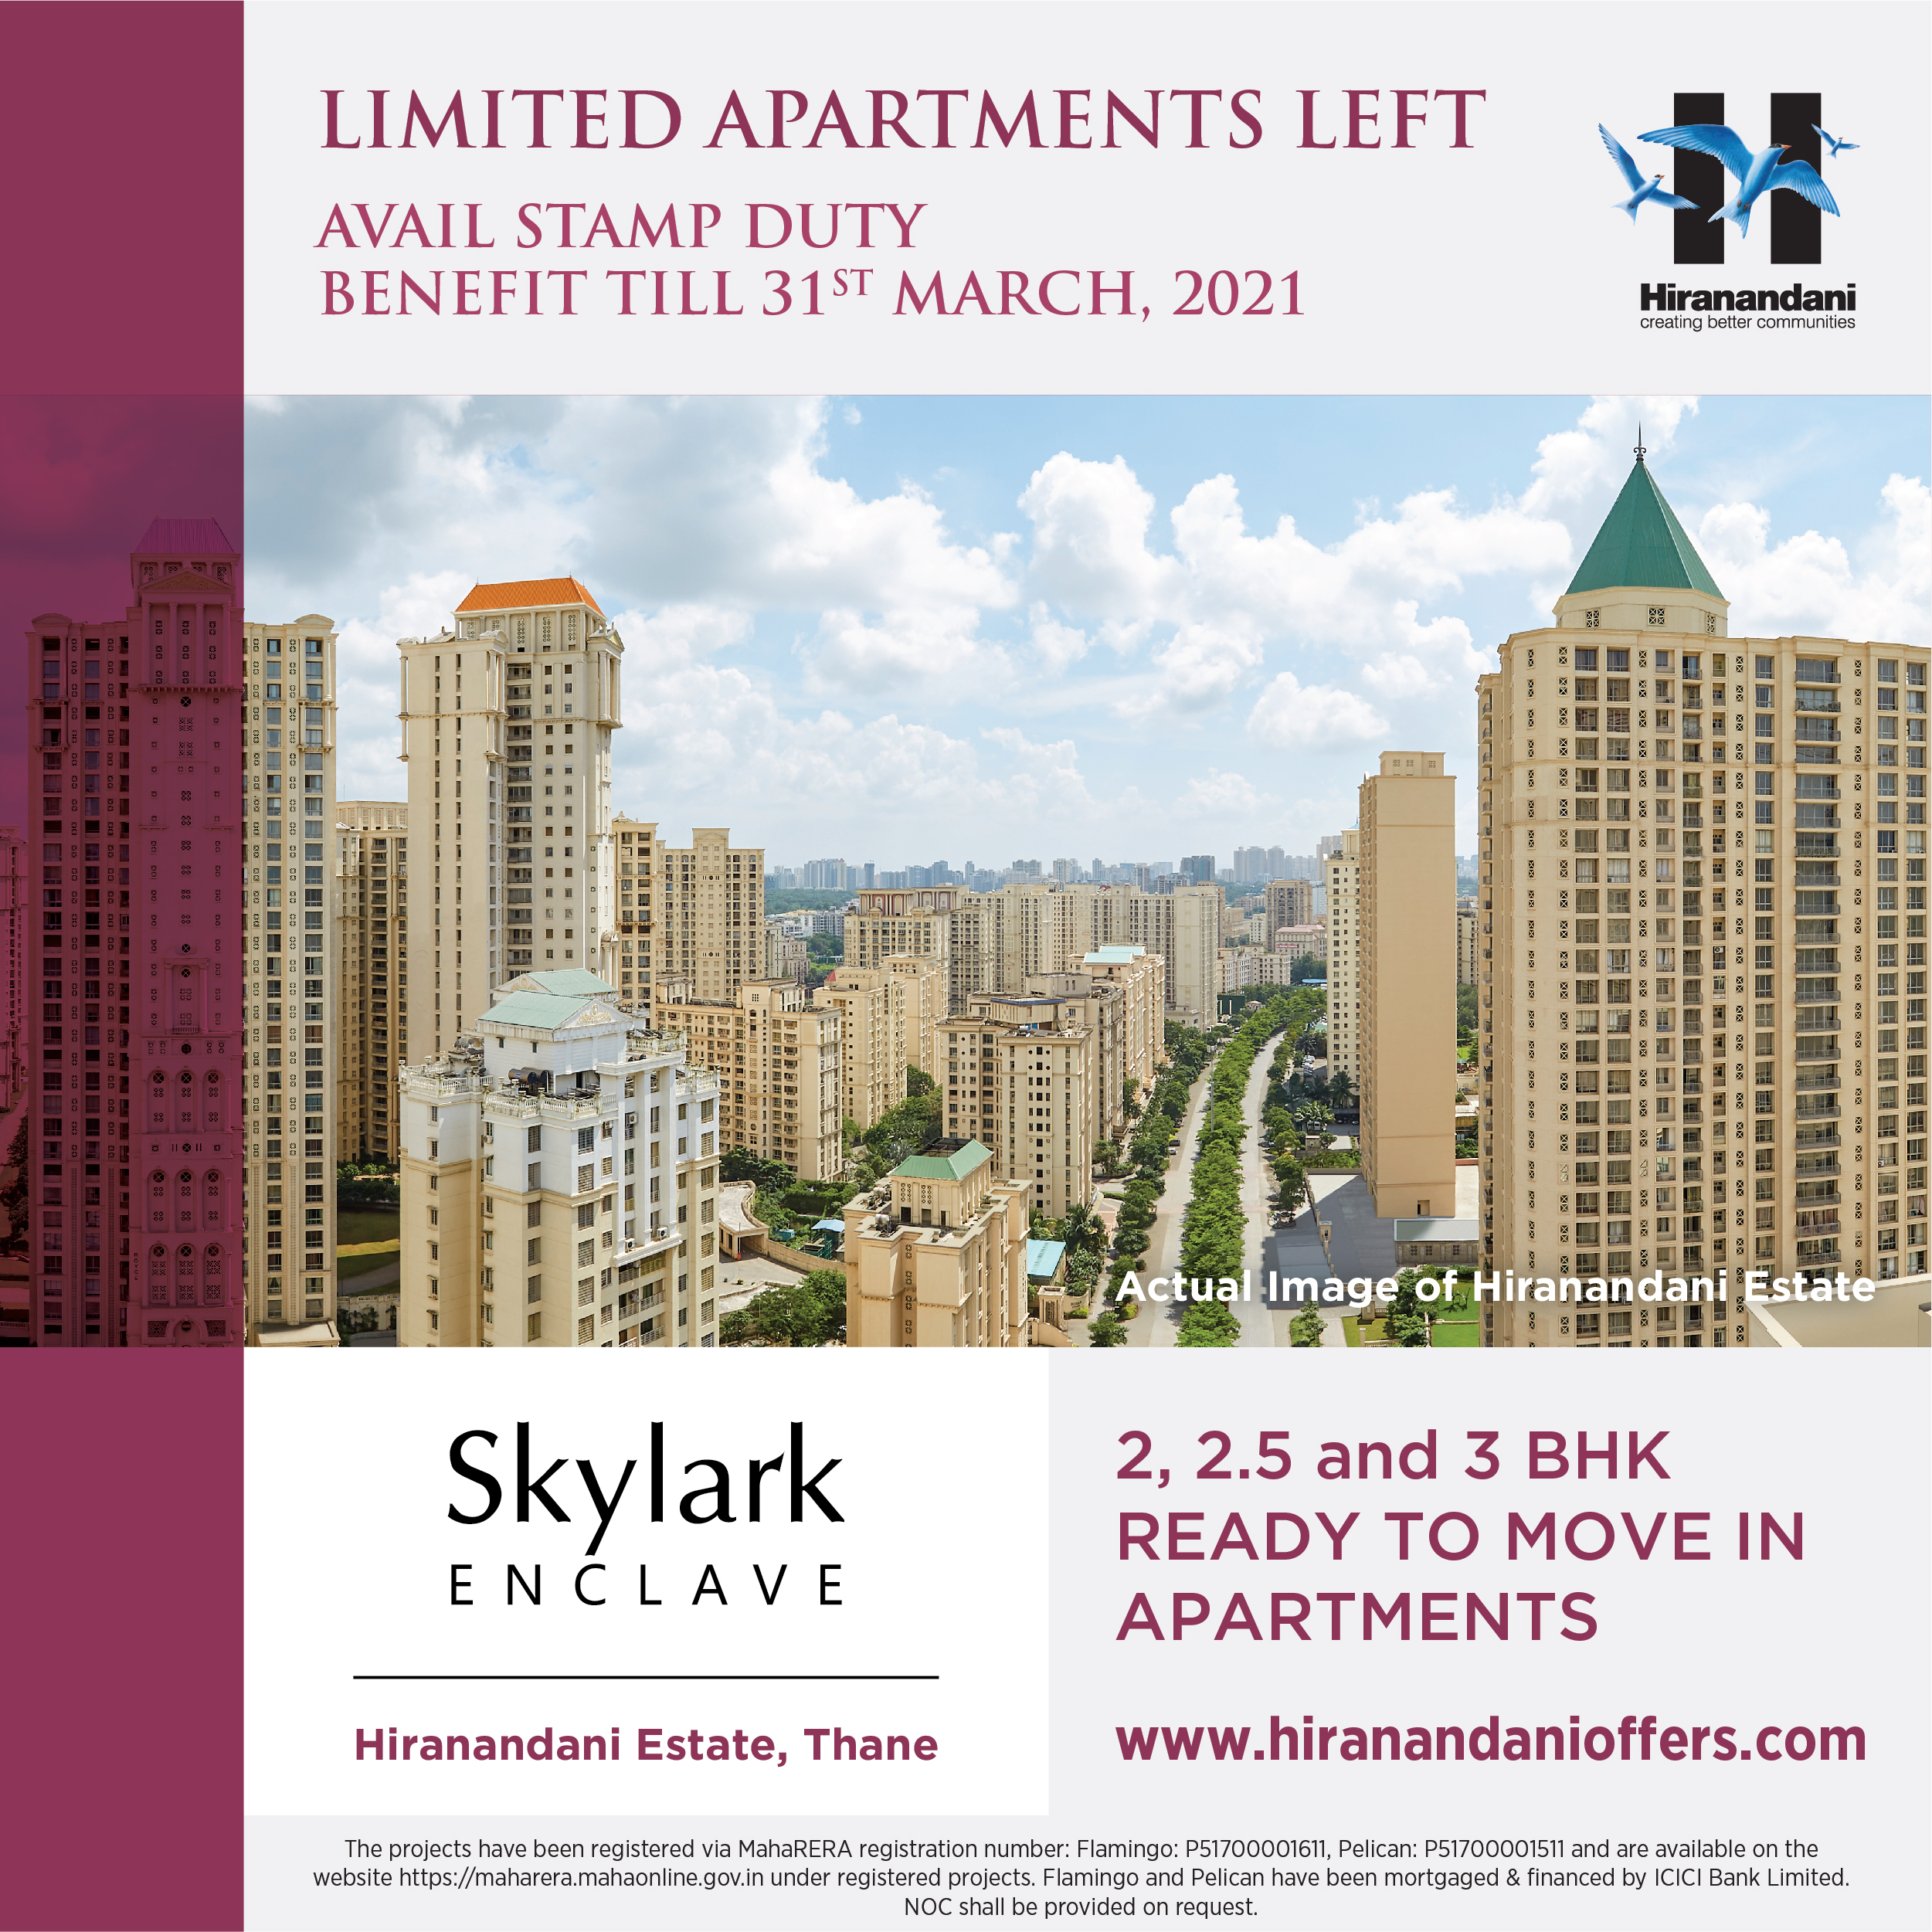 LIMITED APARTMENTS LEFT
AVAIL STAMP DUTY
BENEFIT TILL 31ST MARCH, 2021
H
Hiranandani
creating better communities
Actual Image of Hiranandani Estate
Skylark
ENCLAVE
Hiranandani Estate, Thane
2, 2.5 and 3 BHK
READY TO MOVE IN
APARTMENTS
www.hiranandanioffers.com
The projects have been registered via MahaRERA registration number: Flamingo: P51700001611, Pelican: P51700001511 and are available on the
website https://maharera.mahaonline.gov.in under registered projects. Flamingo and Pelican have been mortgaged & financed by ICICI Bank Limited.
NOC shall be provided on request.